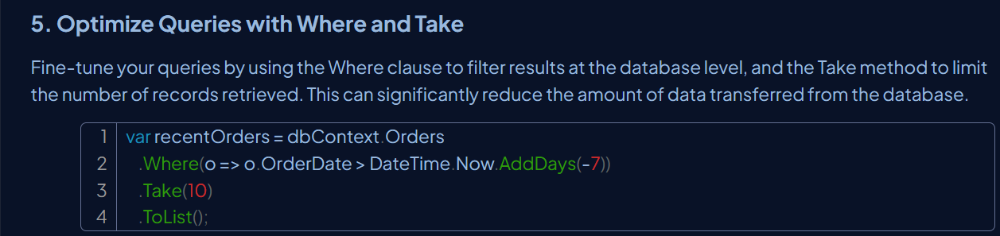 5. Optimize Queries with Where and Take
Fine-tune your queries by using the Where clause to filter results at the database level, and the Take method to limit
the number of records retrieved. This can significantly reduce the amount of data transferred from the database.
1 var recentOrders = dbContext.Orders
2 .Where(o => o.OrderDate > DateTime.Now.AddDays(-7))
3 .Take(10)
4 .ToList();